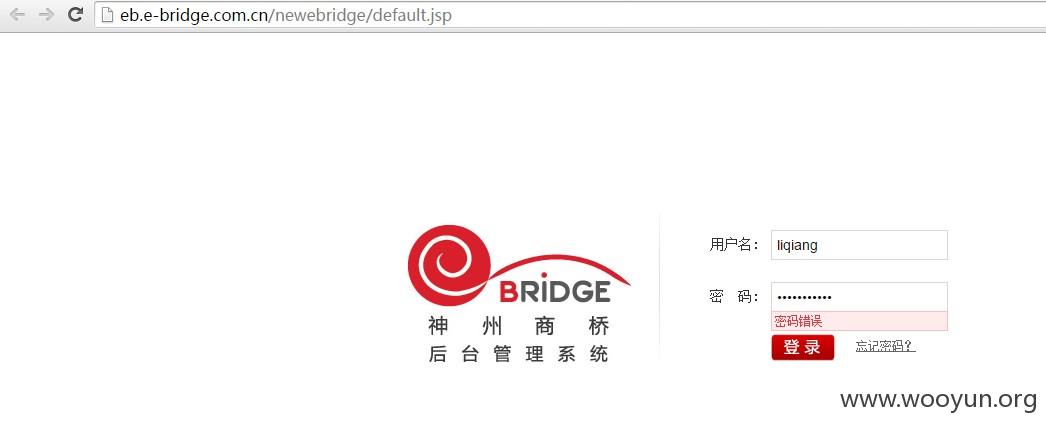 eb.e-bridge.com.cn/newebridge/default.jsp
BRIDGE
神州商桥
后台管理系统
用户名： liqiang
密 码： •••••••••••
密码错误
登 录 忘记密码？
www.wooyun.org